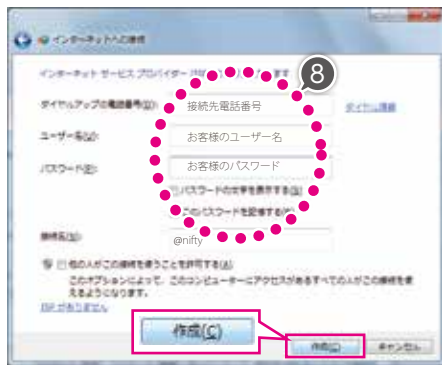 インターネットへの接続
インターネット サービス プロバイダー
8
ダイヤルアップの電話番号(D): 接続先電話番号 ダイヤル情報
ユーザー名(U): お客様のユーザー名
パスワード(P): お客様のパスワード
パスワードの文字を表示する(S)
このパスワードを記憶する(R)
接続名(N): @nifty
他の人がこの接続を使うことを許可する(A)
このオプションによって、このコンピューターにアクセスがあるすべての人がこの接続を使
えるようになります。
ISP がありません
作成(C)
作成(C) キャンセル